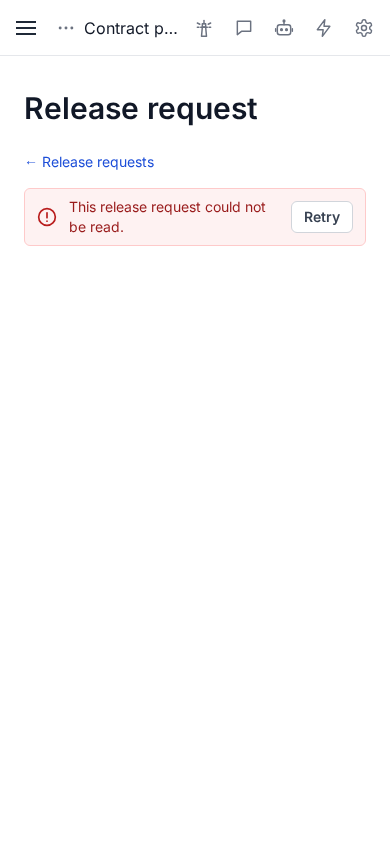 Contract p...
Release request
← Release requests
This release request could not
be read.
Retry